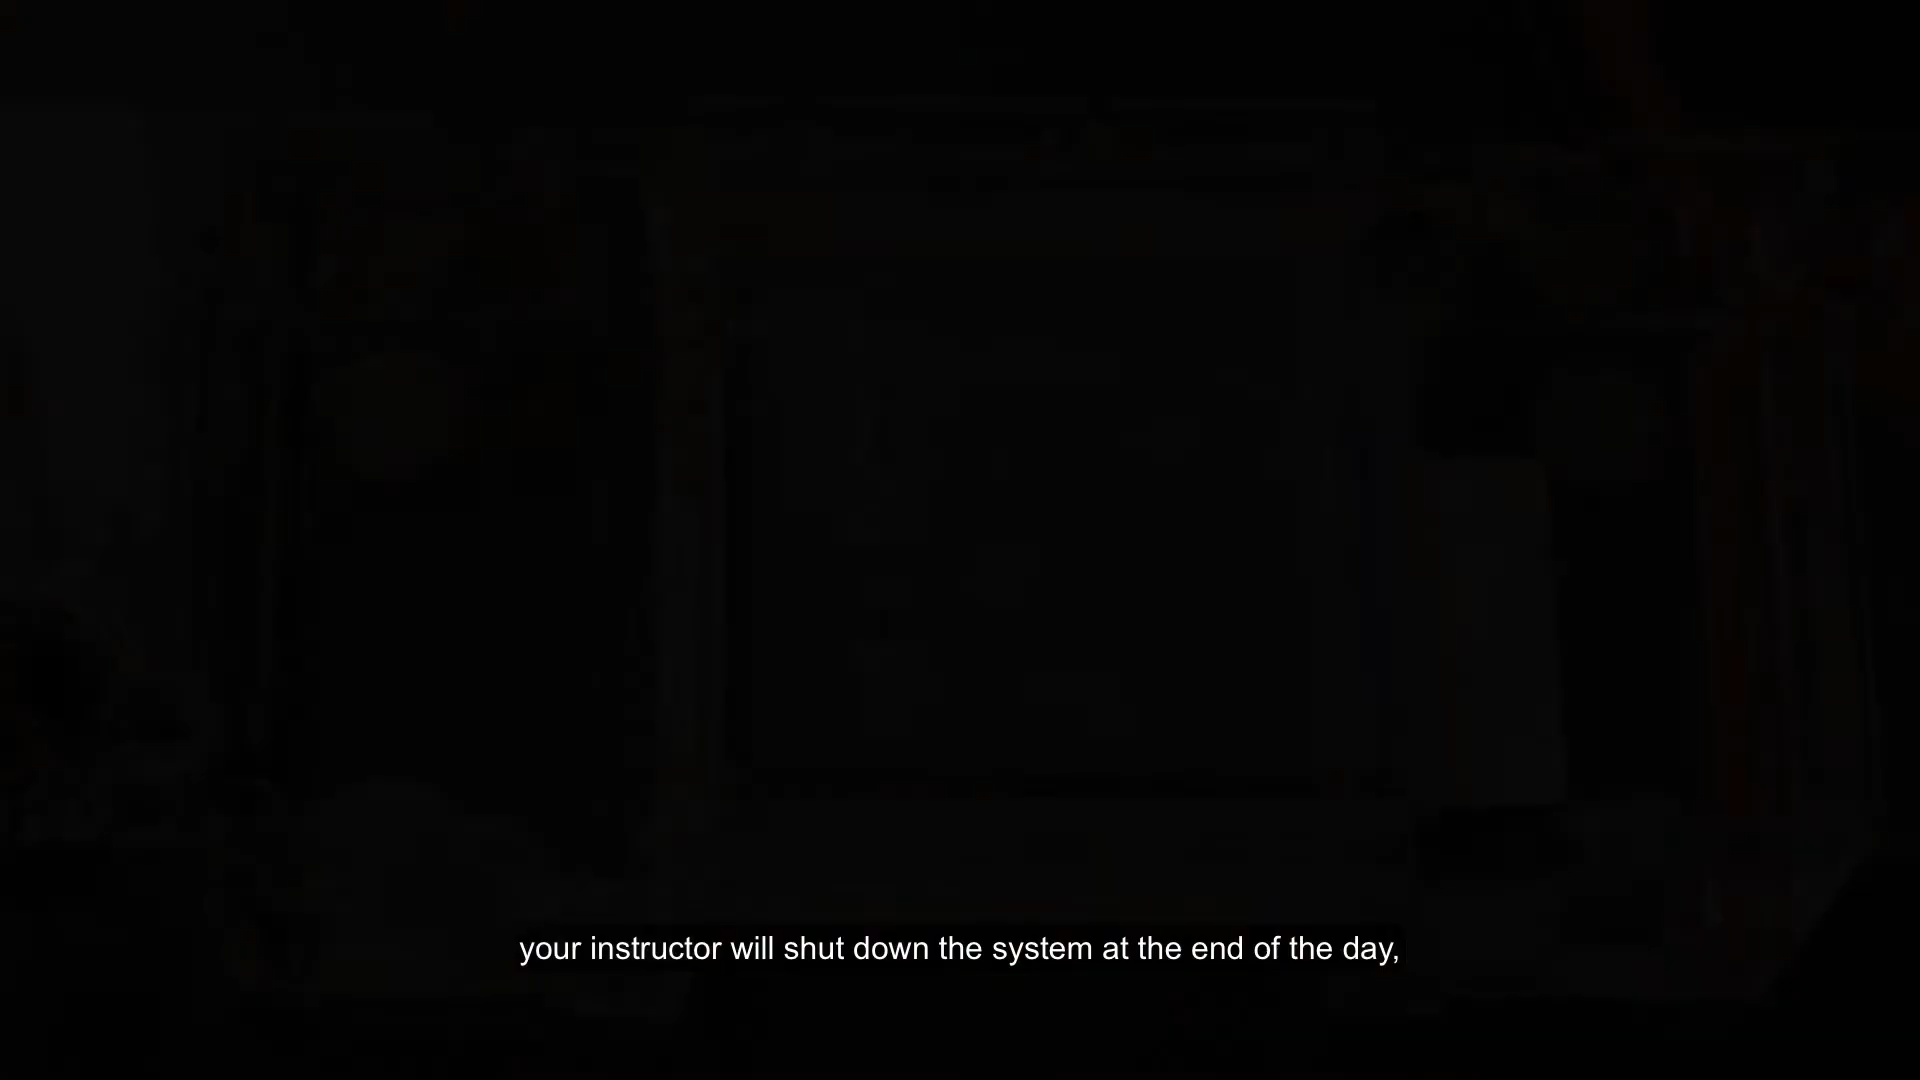 your instructor will shut down the system at the end of the day,